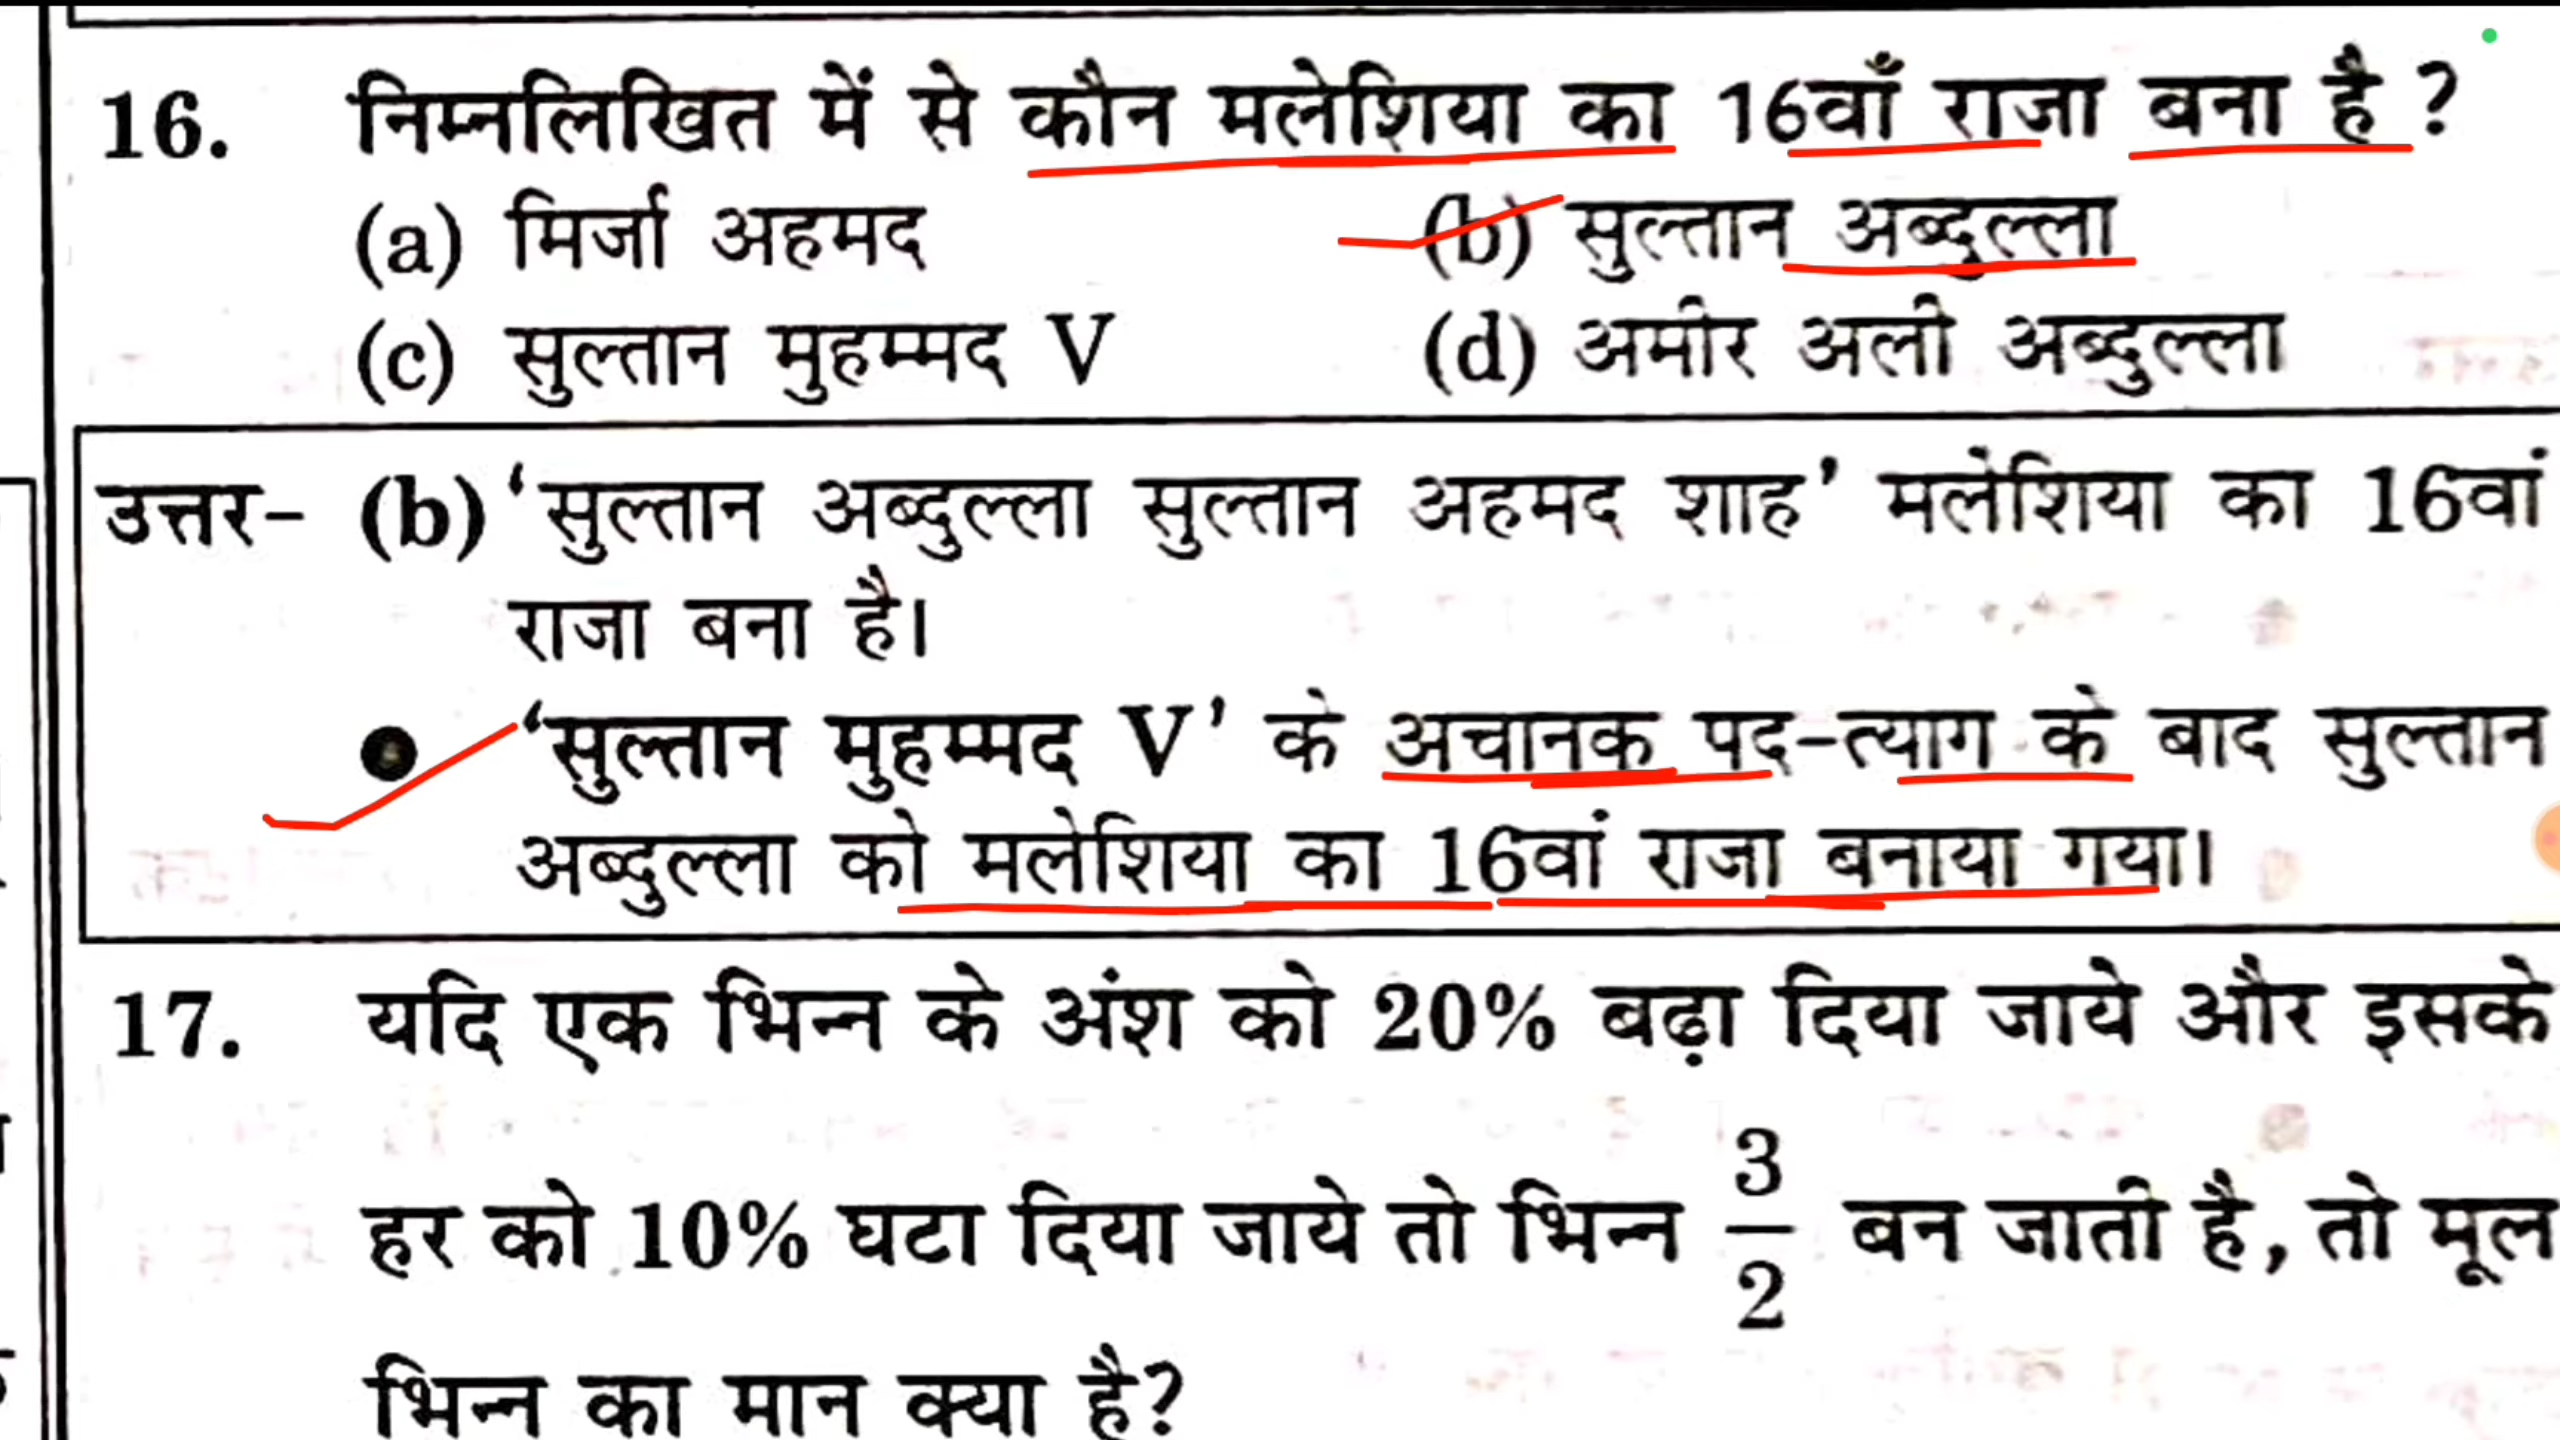 16. निम्नलिखित में से कौन मलेशिया का 16वाँ राजा बना है ?
(a) मिर्जा अहमद (b) सुल्तान अब्दुल्ला
(c) सुल्तान मुहम्मद V (d) अमीर अली अब्दुल्ला
उत्तर- (b) ‘सुल्तान अब्दुल्ला सुल्तान अहमद शाह’ मलेशिया का 16वां
राजा बना है।
● ‘सुल्तान मुहम्मद V’ के अचानक पद-त्याग के बाद सुल्तान
अब्दुल्ला को मलेशिया का 16वां राजा बनाया गया।
17. यदि एक भिन्न के अंश को 20% बढ़ा दिया जाये और इसके
हर को 10% घटा दिया जाये तो भिन्न 3/2 बन जाती है, तो मूल
भिन्न का मान क्या है?